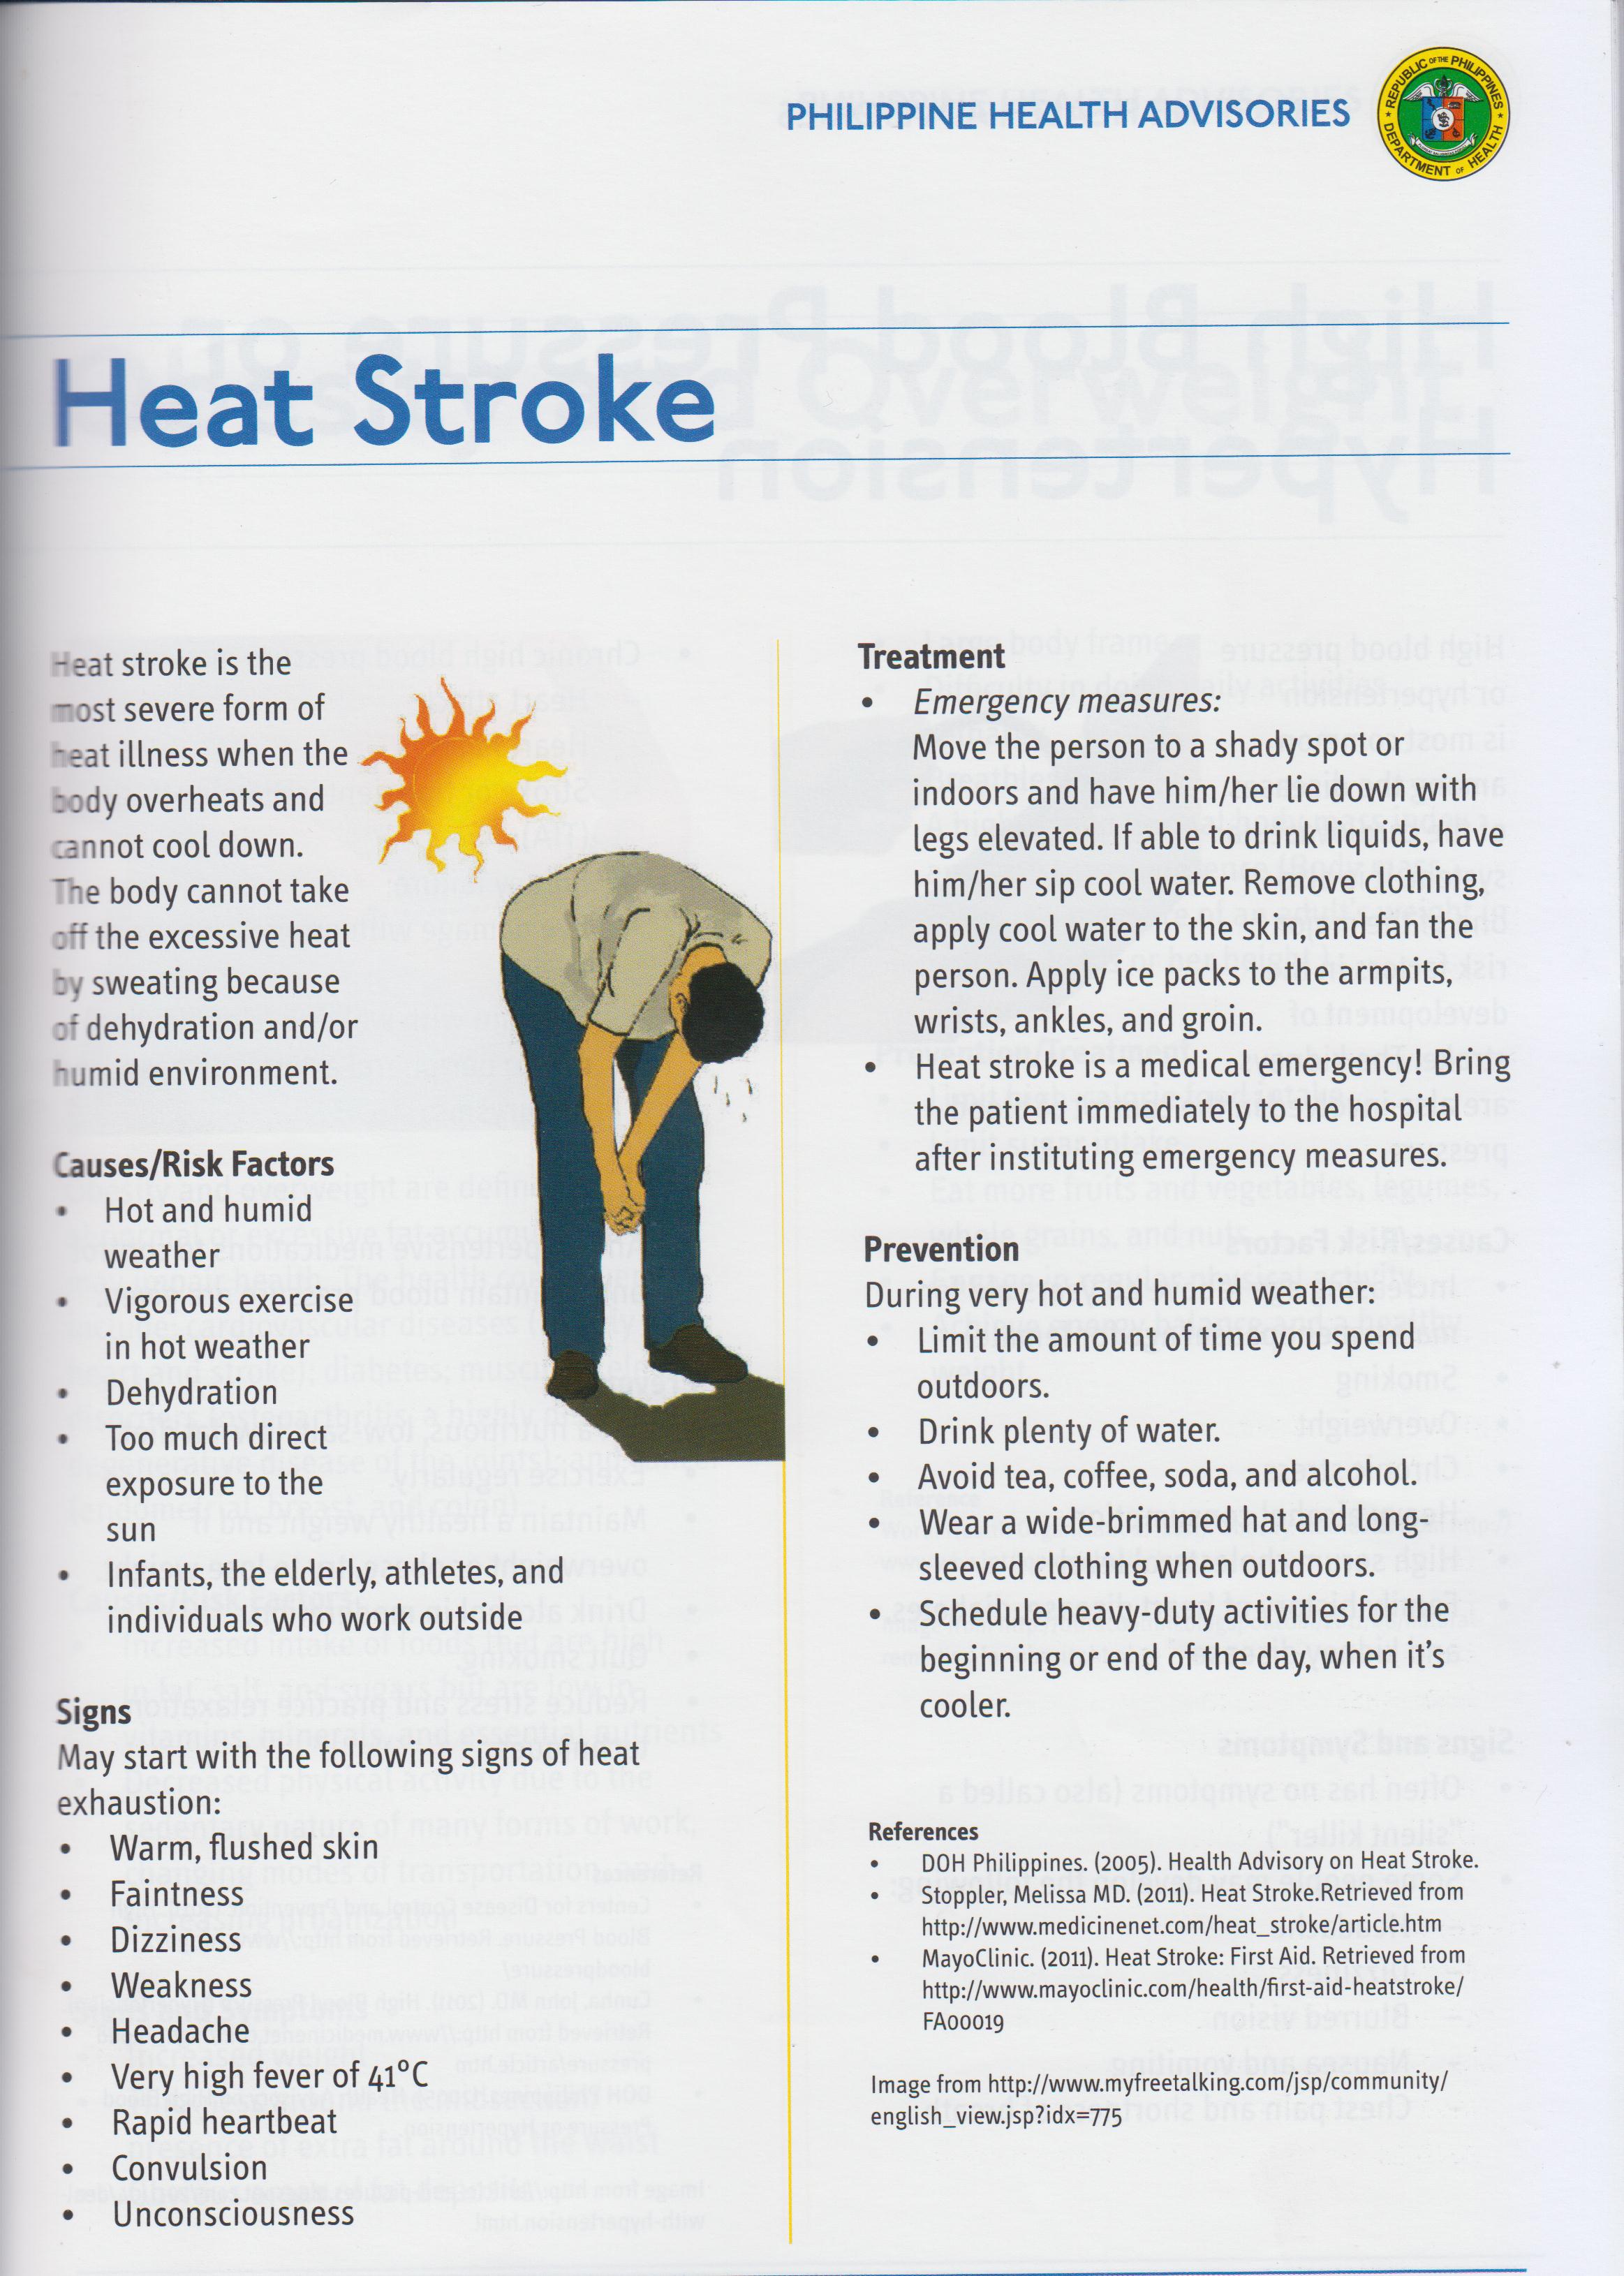 PHILIPPINE HEALTH ADVISORIES
REPUBLIC OF THE PHILIPPINES
DEPARTMENT OF HEALTH
Heat Stroke
Heat stroke is the
most severe form of
heat illness when the
body overheats and
cannot cool down.
The body cannot take
off the excessive heat
by sweating because
of dehydration and/or
humid environment.
Causes/Risk Factors
• Hot and humid
weather
• Vigorous exercise
in hot weather
• Dehydration
• Too much direct
exposure to the
sun
• Infants, the elderly, athletes, and
individuals who work outside
Signs
May start with the following signs of heat
exhaustion:
• Warm, flushed skin
• Faintness
• Dizziness
• Weakness
• Headache
• Very high fever of 41°C
• Rapid heartbeat
• Convulsion
• Unconsciousness
Treatment
• Emergency measures:
Move the person to a shady spot or
indoors and have him/her lie down with
legs elevated. If able to drink liquids, have
him/her sip cool water. Remove clothing,
apply cool water to the skin, and fan the
person. Apply ice packs to the armpits,
wrists, ankles, and groin.
• Heat stroke is a medical emergency! Bring
the patient immediately to the hospital
after instituting emergency measures.
Prevention
During very hot and humid weather:
• Limit the amount of time you spend
outdoors.
• Drink plenty of water.
• Avoid tea, coffee, soda, and alcohol.
• Wear a wide-brimmed hat and long-
sleeved clothing when outdoors.
• Schedule heavy-duty activities for the
beginning or end of the day, when it's
cooler.
References
• DOH Philippines. (2005). Health Advisory on Heat Stroke.
• Stoppler, Melissa MD. (2011). Heat Stroke.Retrieved from
http://www.medicinenet.com/heat_stroke/article.htm
• MayoClinic. (2011). Heat Stroke: First Aid. Retrieved from
http://www.mayoclinic.com/health/first-aid-heatstroke/
FA00019
Image from http://www.myfreetalking.com/jsp/community/
english_view.jsp?idx=775